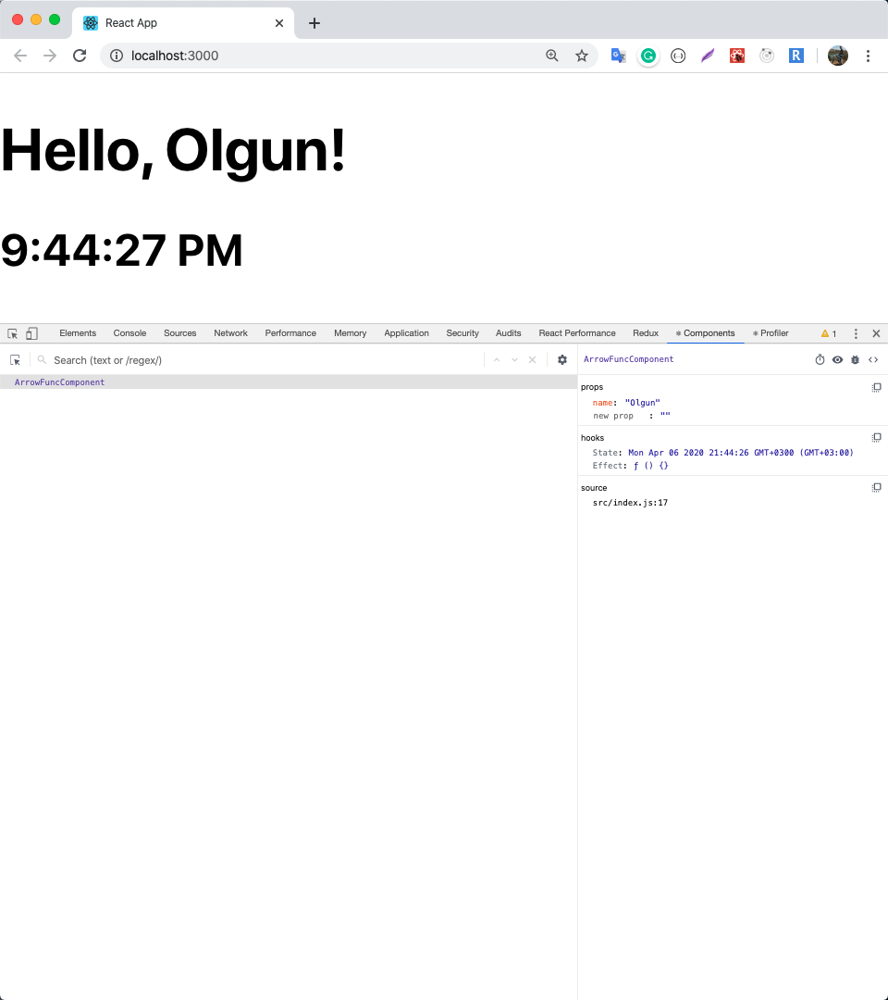 React App
localhost:3000
Hello, Olgun!
9:44:27 PM
Elements Console Sources Network Performance Memory Application Security Audits React Performance Redux Components Profiler 1
Search (text or /regex/)
ArrowFuncComponent
ArrowFuncComponent
props
name: "Olgun"
new prop : ""
hooks
State: Mon Apr 06 2020 21:44:26 GMT+0300 (GMT+03:00)
Effect: ƒ () {}
source
src/index.js:17